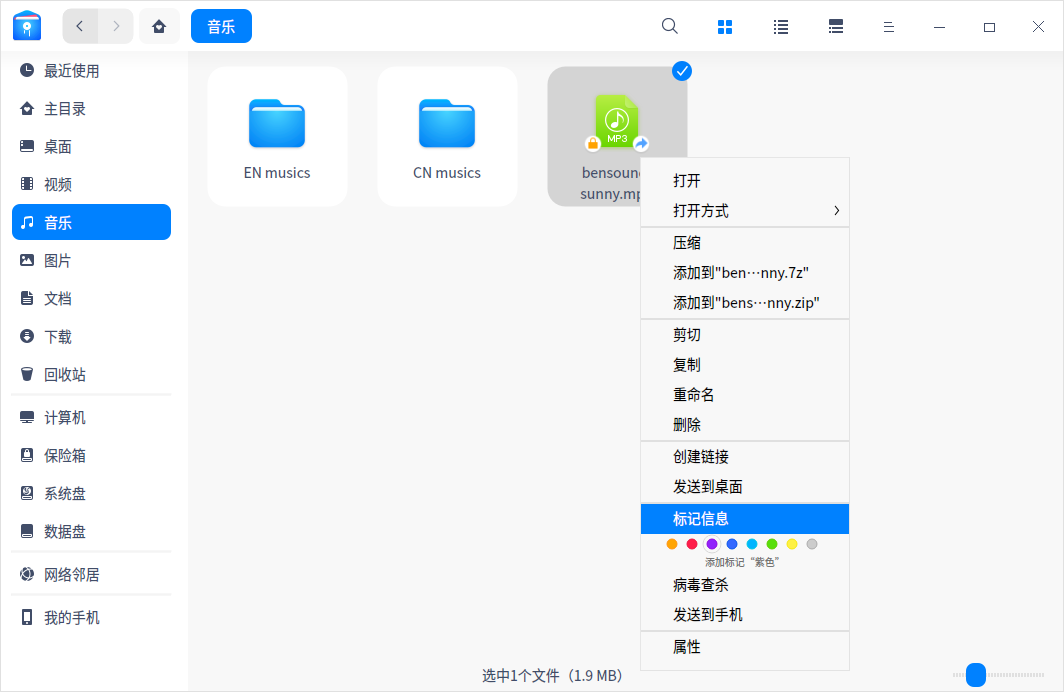 音乐
最近使用
主目录
桌面
视频
音乐
图片
文档
下载
回收站
计算机
保险箱
系统盘
数据盘
网络邻居
我的手机
EN musics
CN musics
MP3
bensoun
sunny.mp
打开
打开方式
压缩
添加到"ben···nny.7z"
添加到"bens···nny.zip"
剪切
复制
重命名
删除
创建链接
发送到桌面
标记信息
添加标记“紫色”
病毒查杀
发送到手机
属性
选中1个文件（1.9 MB）